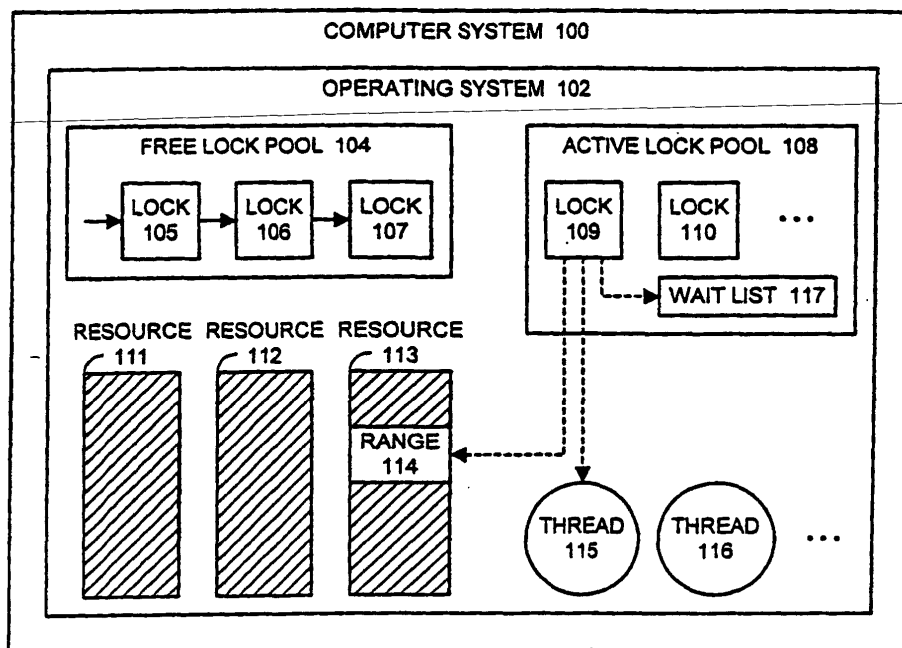 COMPUTER SYSTEM 100
OPERATING SYSTEM 102
FREE LOCK POOL 104
LOCK 105
LOCK 106
LOCK 107
ACTIVE LOCK POOL 108
LOCK 109
LOCK 110
...
WAIT LIST 117
RESOURCE 111
RESOURCE 112
RESOURCE 113
RANGE 114
THREAD 115
THREAD 116
...